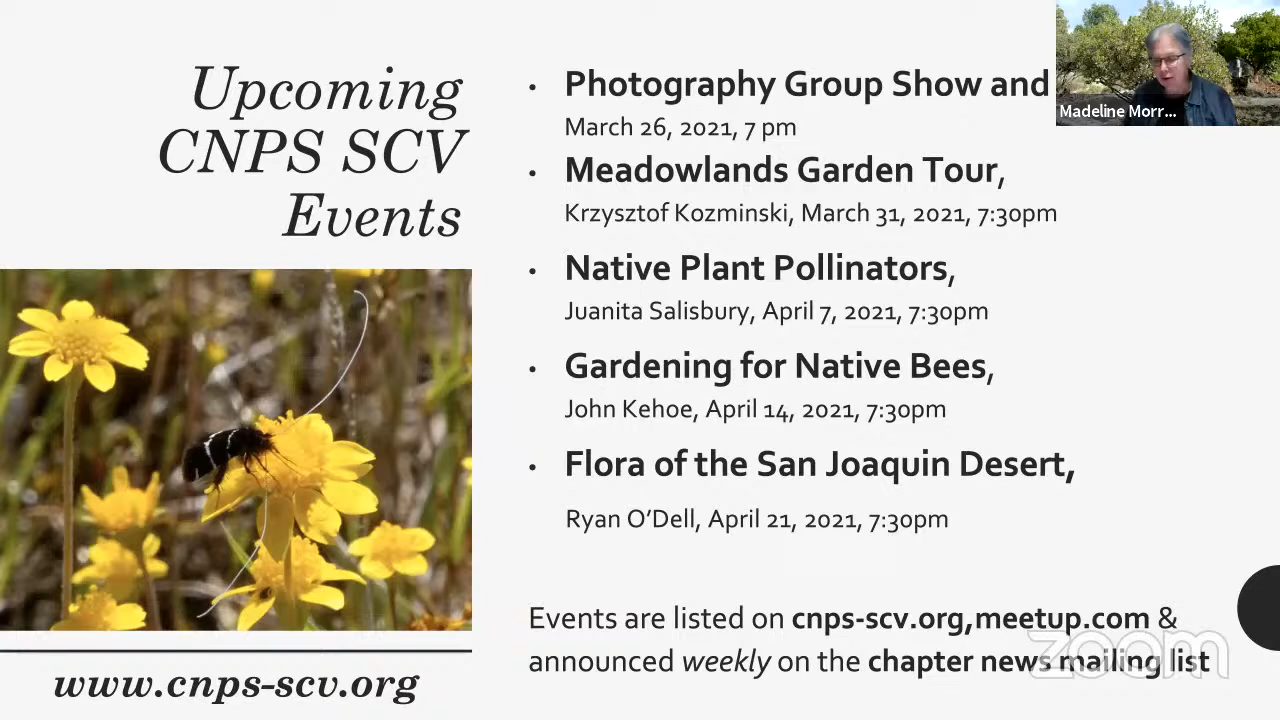 Upcoming
CNPS SCV
Events
www.cnps-scv.org
• Photography Group Show and
March 26, 2021, 7 pm
• Meadowlands Garden Tour,
Krzysztof Kozminski, March 31, 2021, 7:30pm
• Native Plant Pollinators,
Juanita Salisbury, April 7, 2021, 7:30pm
• Gardening for Native Bees,
John Kehoe, April 14, 2021, 7:30pm
• Flora of the San Joaquin Desert,
Ryan O'Dell, April 21, 2021, 7:30pm
Events are listed on cnps-scv.org,meetup.com &
announced weekly on the chapter news mailing list
Madeline Morr...
zoom